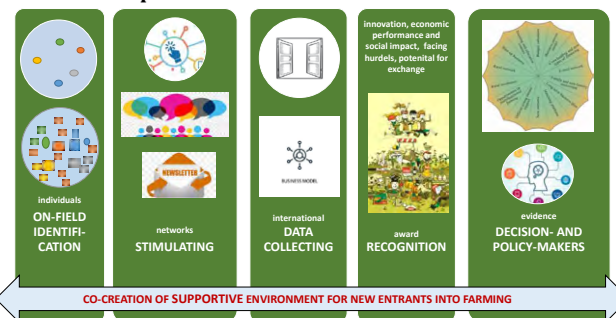 individuals
ON-FIELD
IDENTIFI-
CATION
NEWSLETTER
networks
STIMULATING
BUSINESS MODEL
international
DATA
COLLECTING
innovation, economic
performance and
social impact, facing
hurdels, potenital for
exchange
award
RECOGNITION
evidence
DECISION- AND
POLICY-MAKERS
CO-CREATION OF SUPPORTIVE ENVIRONMENT FOR NEW ENTRANTS INTO FARMING